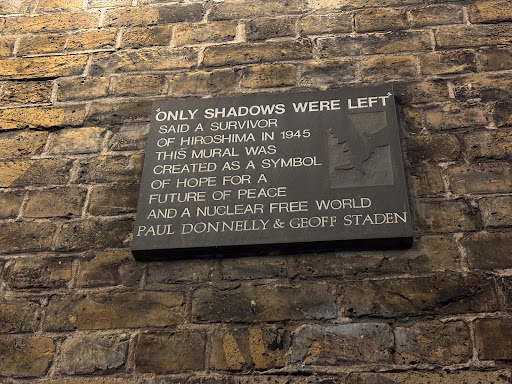 "ONLY SHADOWS WERE LEFT"
SAID A SURVIVOR
OF HIROSHIMA IN 1945
THIS MURAL WAS
CREATED AS A SYMBOL
OF HOPE FOR A
FUTURE OF PEACE
AND A NUCLEAR FREE WORLD
PAUL DONNELLY & GEOFF STADEN